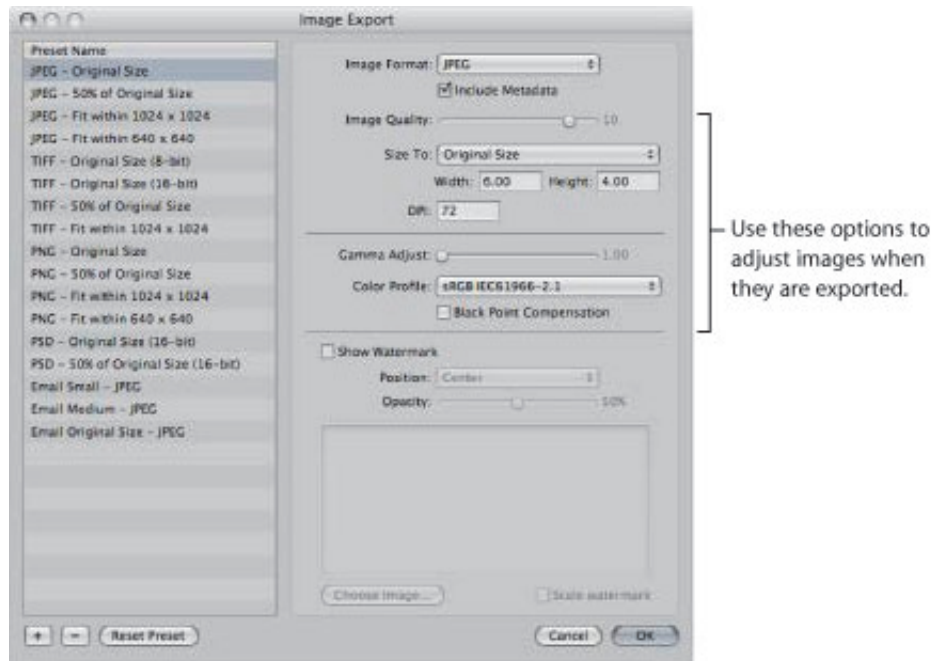 Image Export
Preset Name
JPEG – Original Size
JPEG – 50% of Original Size
JPEG – Fit within 1024 x 1024
JPEG – Fit within 640 x 640
TIFF – Original Size (8-bit)
TIFF – Original Size (16-bit)
TIFF – 50% of Original Size
TIFF – Fit within 1024 x 1024
PNG – Original Size
PNG – 50% of Original Size
PNG – Fit within 1024 x 1024
PNG – Fit within 640 x 640
PSD – Original Size (16-bit)
PSD – 50% of Original Size (16-bit)
Email Small – JPEG
Email Medium – JPEG
Email Original Size – JPEG
+ − Reset Preset
Image Format: JPEG
Include Metadata
Image Quality: 10
Size To: Original Size
Width: 6.00 Height: 4.00
DPI: 72
Gamma Adjust: 1.00
Color Profile: sRGB IEC61966-2.1
Black Point Compensation
Show Watermark
Position: Center
Opacity: 50%
Choose Image... Scale watermark
Cancel OK
Use these options to
adjust images when
they are exported.